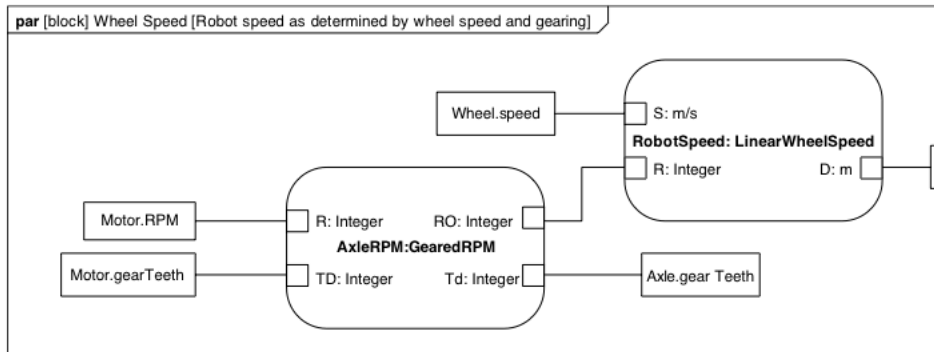 par [block] Wheel Speed [Robot speed as determined by wheel speed and gearing]
Wheel.speed
S: m/s
RobotSpeed: LinearWheelSpeed
R: Integer
D: m
Motor.RPM
R: Integer
RO: Integer
AxleRPM:GearedRPM
Motor.gearTeeth
TD: Integer
Td: Integer
Axle.gear Teeth